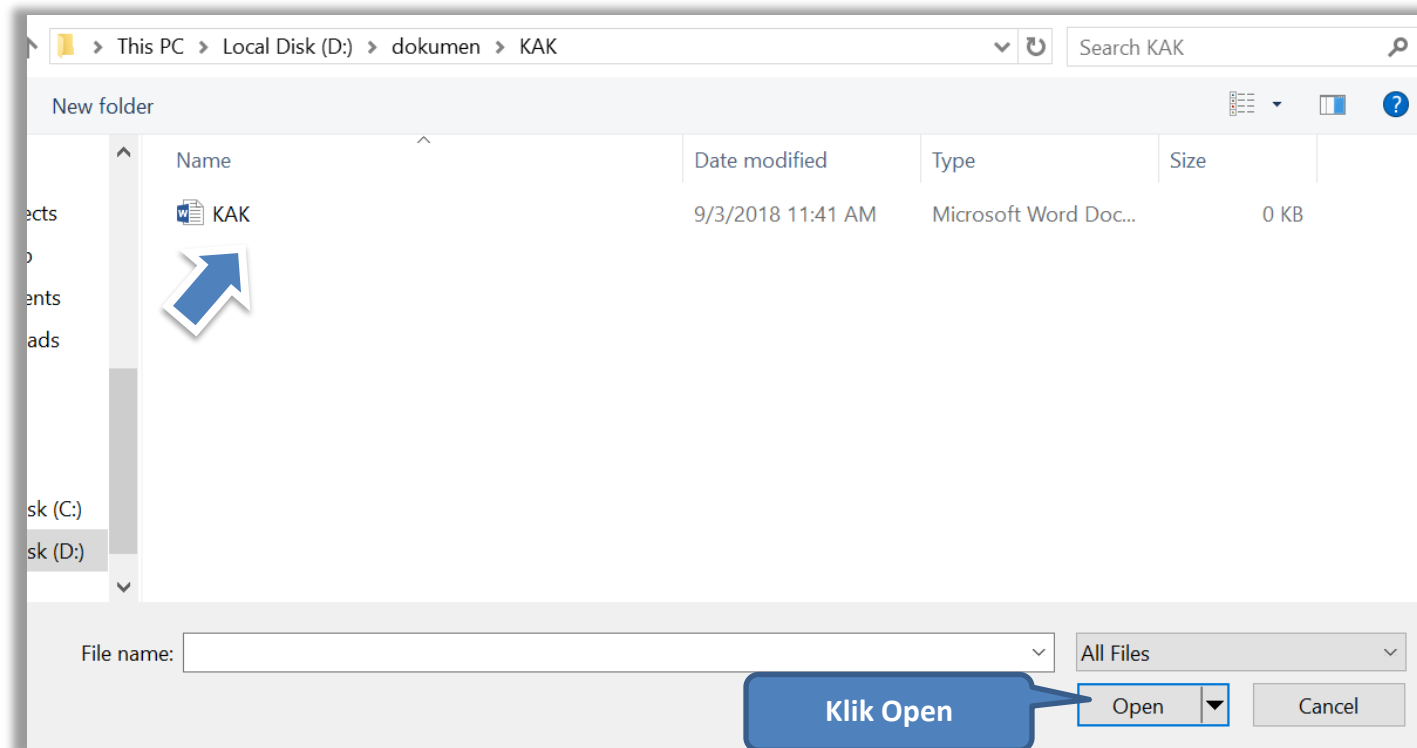 This PC > Local Disk (D:) > dokumen > KAK
Search KAK
New folder
Name
Date modified
Type
Size
ects
KAK
9/3/2018 11:41 AM
Microsoft Word Doc...
0 KB
ents
ads
sk (C:)
sk (D:)
File name:
All Files
Klik Open
Open
Cancel